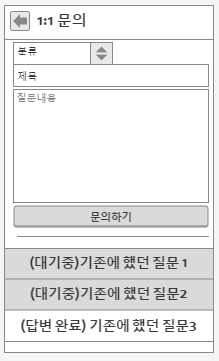 1:1 문의
분류
제목
질문내용
문의하기
(대기중)기존에 했던 질문 1
(대기중)기존에 했던 질문2
(답변 완료) 기존에 했던 질문3